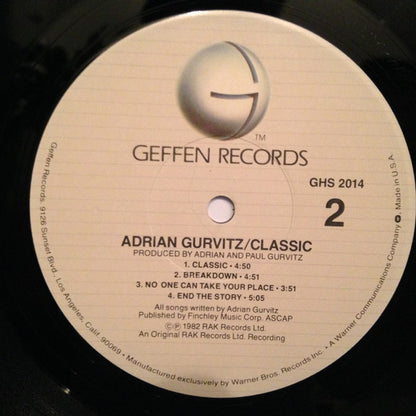 TM
GEFFEN RECORDS
GHS 2014
2
ADRIAN GURVITZ/CLASSIC
PRODUCED BY ADRIAN AND PAUL GURVITZ
1. CLASSIC • 4:50
2. BREAKDOWN • 4:51
3. NO ONE CAN TAKE YOUR PLACE • 3:51
4. END THE STORY • 5:05
All songs written by Adrian Gurvitz
Published by Finchley Music Corp. ASCAP
©℗ 1982 RAK Records Ltd.
An Original RAK Records Ltd. Recording
Geffen Records 9126 Sunset Blvd., Los Angeles, Calif. 90069 • Manufactured exclusively by Warner Bros. Records Inc. • A Warner Communications Company • Made in U.S.A.